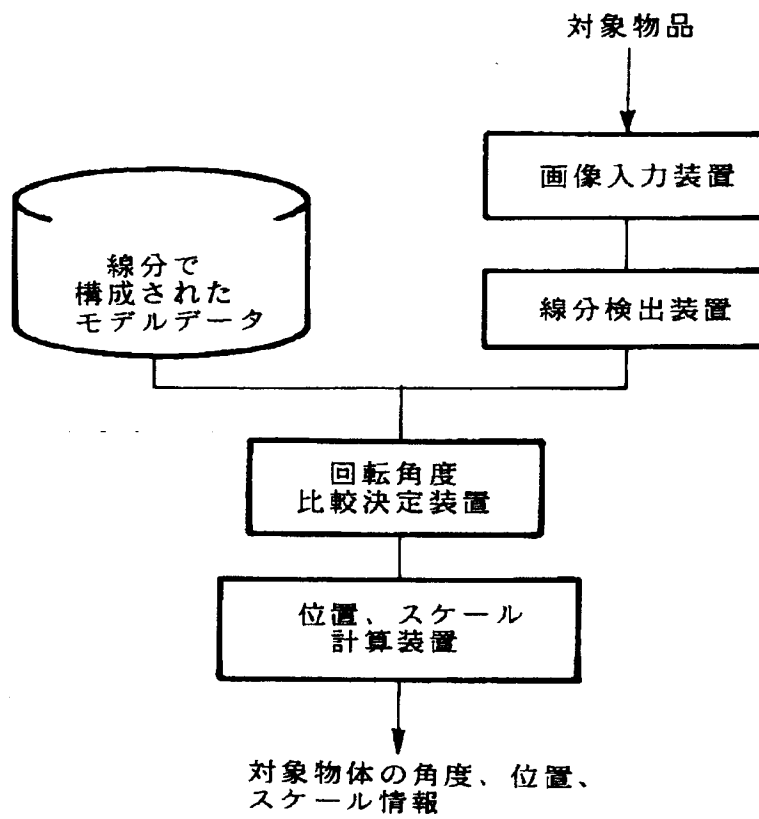 対象物品
画像入力装置
線分で
構成された
モデルデータ
線分検出装置
回転角度
比較決定装置
位置、スケール
計算装置
対象物体の角度、位置、
スケール情報